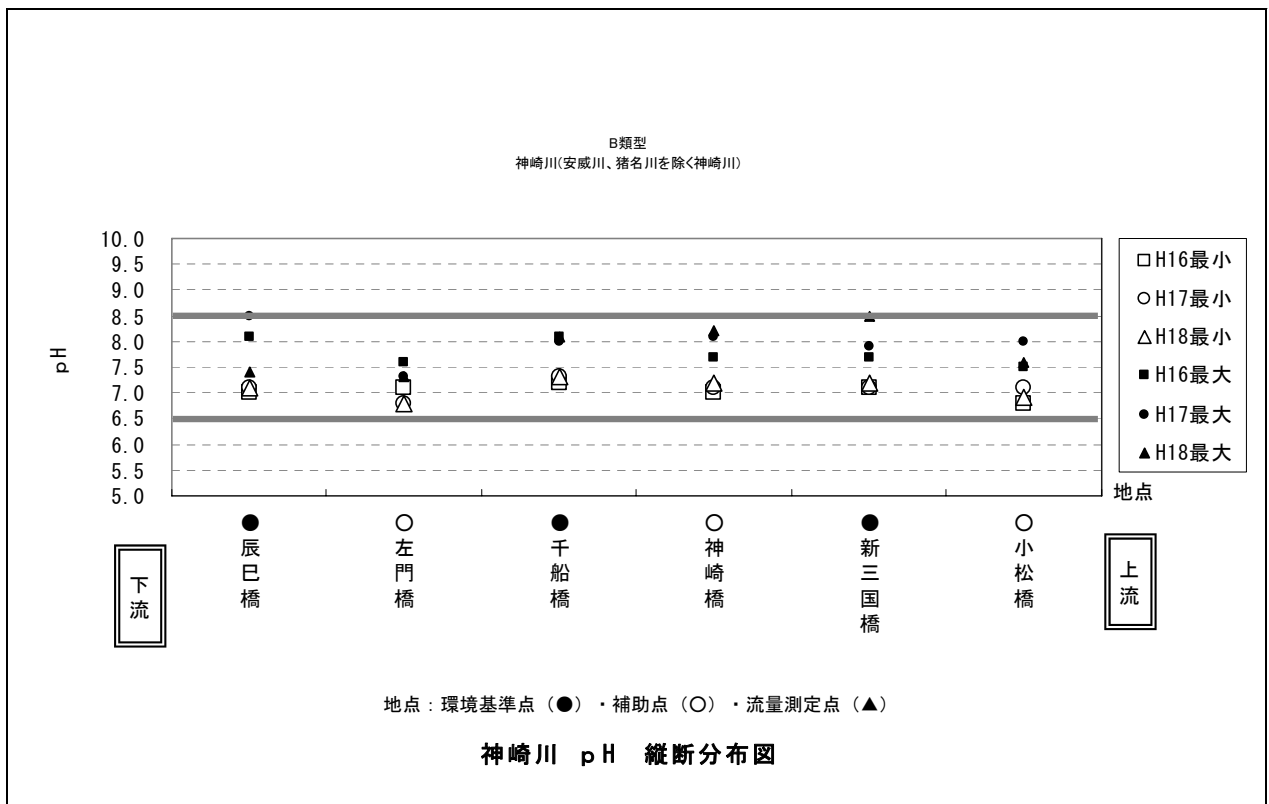 B類型
神崎川(安威川、猪名川を除く神崎川)
10.0
9.5
9.0
8.5
8.0
7.5
7.0
6.5
6.0
5.5
5.0
pH
□H16最小
○H17最小
△H18最小
■H16最大
●H17最大
▲H18最大
地点
● ○ ● ○ ● ○
辰巳橋
左門橋
千船橋
神崎橋
新三国橋
小松橋
下流
上流
地点：環境基準点（●）・補助点（○）・流量測定点（▲）
神崎川 pH 縦断分布図